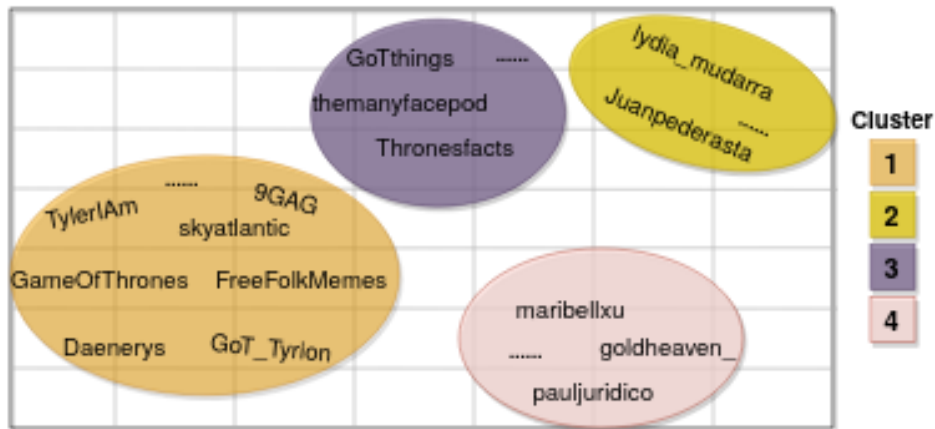 GoTthings ......
themanyfacepod
Thronesfacts
lydia_mudarra
......
Juanpederasta
Cluster
1
2
3
4
......
9GAG
TylerIAm
skyatlantic
GameOfThrones FreeFolkMemes
Daenerys GoT_Tyrion
maribellxu
...... goldheaven_
pauljuridico